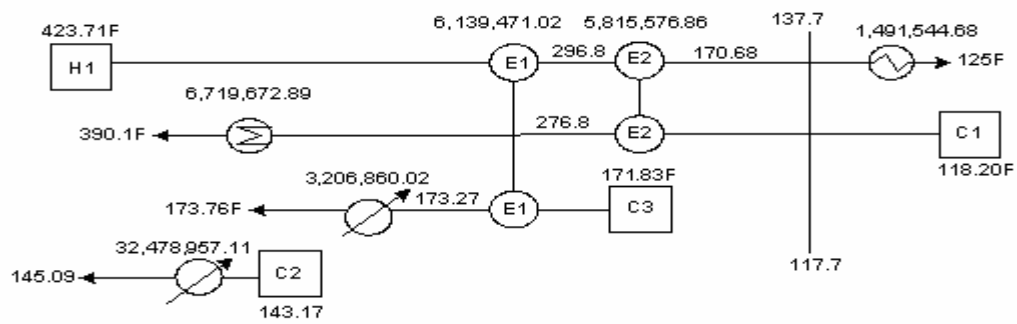 6,139,471.02 5,815,576.86 137.7 1,491,544.68
423.71F
H1 E1 296.8 E2 170.68 125F
6,719,672.89
390.1F 276.8 E2 C1
118.20F
3,206,860.02 171.83F
173.76F 173.27 E1 C3
32,478,957.11
145.09 C2 117.7
143.17